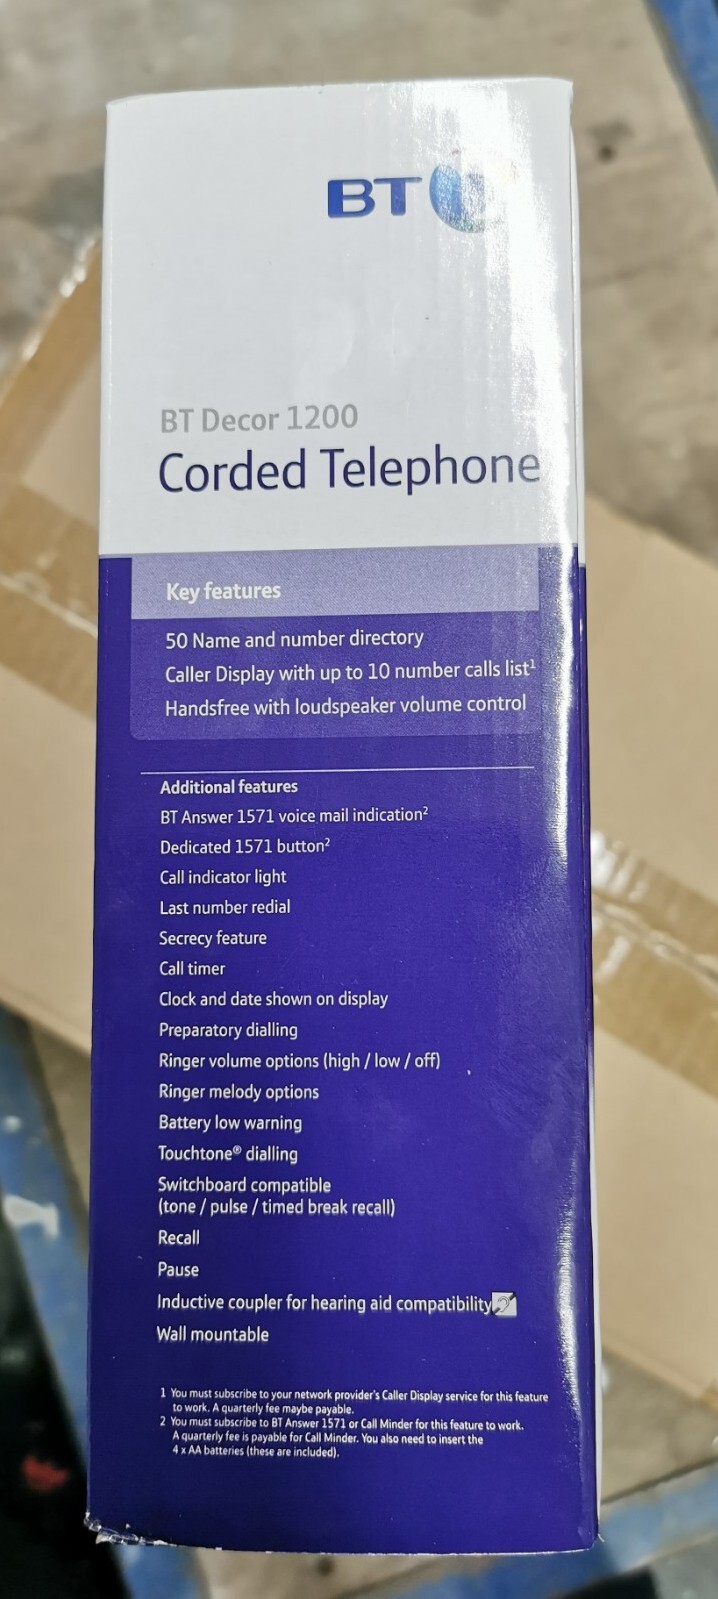 BT
BT Decor 1200
Corded Telephone
Key features
50 Name and number directory
Caller Display with up to 10 number calls list¹
Handsfree with loudspeaker volume control
Additional features
BT Answer 1571 voice mail indication²
Dedicated 1571 button²
Call indicator light
Last number redial
Secrecy feature
Call timer
Clock and date shown on display
Preparatory dialling
Ringer volume options (high / low / off)
Ringer melody options
Battery low warning
Touchtone® dialling
Switchboard compatible
(tone / pulse / timed break recall)
Recall
Pause
Inductive coupler for hearing aid compatibility
Wall mountable
1 You must subscribe to your network provider's Caller Display service for this feature
to work. A quarterly fee maybe payable.
2 You must subscribe to BT Answer 1571 or Call Minder for this feature to work.
A quarterly fee is payable for Call Minder. You also need to insert the
4 x AA batteries (these are included).